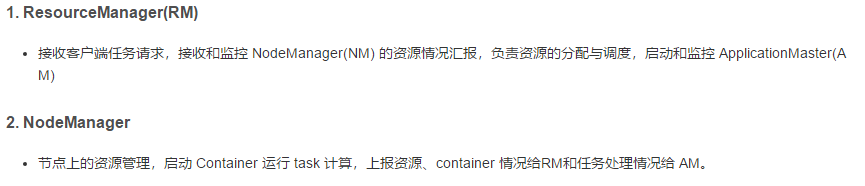 1. ResourceManager(RM)
• 接收客户端任务请求，接收和监控 NodeManager(NM) 的资源情况汇报，负责资源的分配与调度，启动和监控 ApplicationMaster(A
M)
2. NodeManager
• 节点上的资源管理，启动 Container 运行 task 计算，上报资源、container 情况给RM和任务处理情况给 AM。